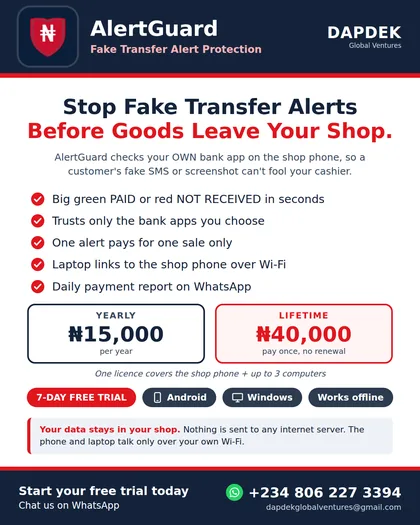 ₦
AlertGuard
Fake Transfer Alert Protection
DAPDEK
Global Ventures
Stop Fake Transfer Alerts
Before Goods Leave Your Shop.
AlertGuard checks your OWN bank app on the shop phone, so a
customer's fake SMS or screenshot can't fool your cashier.
Big green PAID or red NOT RECEIVED in seconds
Trusts only the bank apps you choose
One alert pays for one sale only
Laptop links to the shop phone over Wi-Fi
Daily payment report on WhatsApp
YEARLY
₦15,000
per year
LIFETIME
₦40,000
pay once, no renewal
One licence covers the shop phone + up to 3 computers
7-DAY FREE TRIAL
Android
Windows
Works offline
Your data stays in your shop. Nothing is sent to any internet server. The
phone and laptop talk only over your own Wi-Fi.
Start your free trial today
Chat us on WhatsApp
+234 806 227 3394
dapdekglobalventures@gmail.com